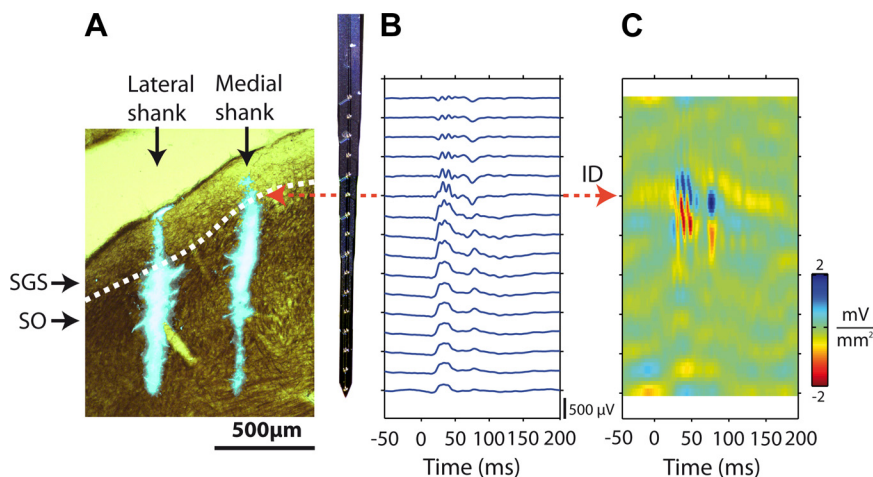 A
B
C
Lateral
shank
Medial
shank
ID
SGS
SO
500μm
500 μV
2
mV
mm²
-2
-50 0 50 100 150 200
Time (ms)
-50 0 50 100 150 200
Time (ms)